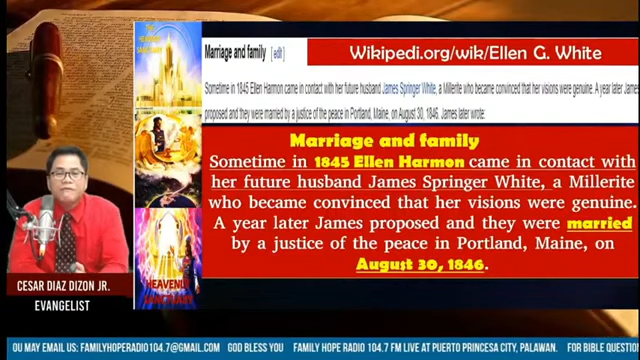 THE
HEAVENLY
SANCTUARY
Marriage and family [edit]
Wikipedi.org/wik/Ellen G. White
Sometime in 1845 Ellen Harmon came in contact with her future husband James Springer White, a Millerite who became convinced that her visions were genuine. A year later James
proposed and they were married by a justice of the peace in Portland, Maine, on August 30, 1846. James later wrote:
Marriage and family
Sometime in 1845 Ellen Harmon came in contact with
her future husband James Springer White, a Millerite
who became convinced that her visions were genuine.
A year later James proposed and they were married
by a justice of the peace in Portland, Maine, on
August 30, 1846.
HEAVENLY
SANCTUARY
CESAR DIAZ DIZON JR.
EVANGELIST
OU MAY EMAIL US: FAMILYHOPERADIO104.7@GMAIL.COM GOD BLESS YOU FAMILY HOPE RADIO 104.7 FM LIVE AT PUERTO PRINCESA CITY, PALAWAN. FOR BIBLE QUESTIO